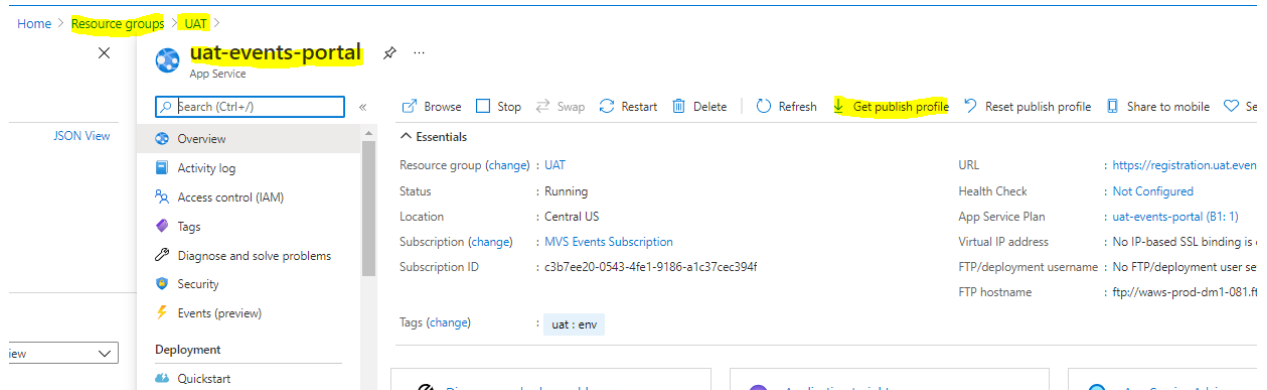 Home > Resource groups > UAT >
uat-events-portal
App Service
Search (Ctrl+/)
«
Browse Stop Swap Restart Delete Refresh Get publish profile Reset publish profile Share to mobile Se
JSON View
Overview
Activity log
Access control (IAM)
Tags
Diagnose and solve problems
Security
Events (preview)
Deployment
Quickstart
Essentials
Resource group (change) : UAT
Status : Running
Location : Central US
Subscription (change) : MVS Events Subscription
Subscription ID : c3b7ee20-0543-4fe1-9186-a1c37cec394f
Tags (change) : uat : env
URL : https://registration.uat.even
Health Check : Not Configured
App Service Plan : uat-events-portal (B1: 1)
Virtual IP address : No IP-based SSL binding is
FTP/deployment username : No FTP/deployment user se
FTP hostname : ftp://waws-prod-dm1-081.ft
iew